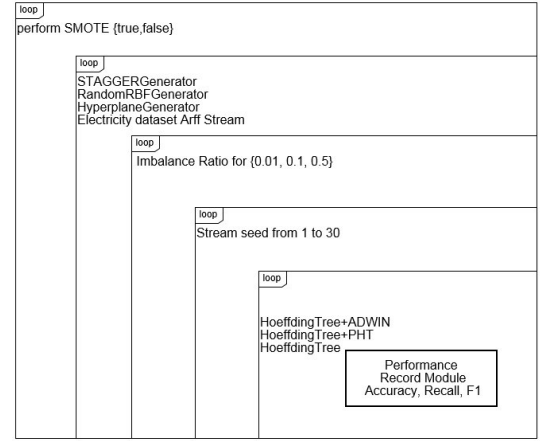 loop
perform SMOTE {true,false}
loop
STAGGERGenerator
RandomRBFGenerator
HyperplaneGenerator
Electricity dataset Arff Stream
loop
Imbalance Ratio for {0.01, 0.1, 0.5}
loop
Stream seed from 1 to 30
loop
HoeffdingTree+ADWIN
HoeffdingTree+PHT
HoeffdingTree
Performance
Record Module
Accuracy, Recall, F1